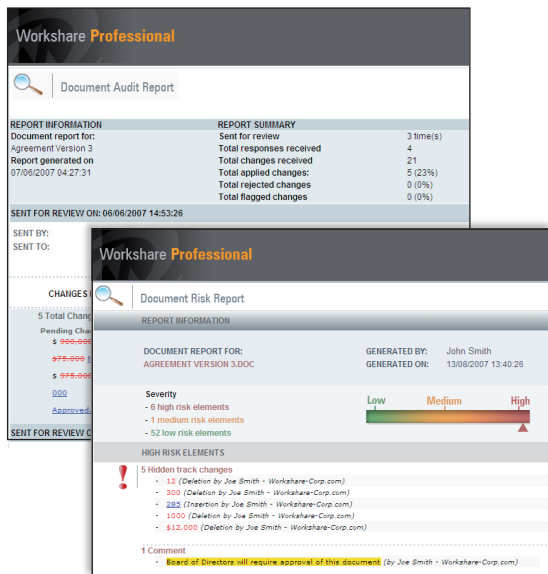 Workshare Professional
Document Audit Report
REPORT INFORMATION
Document report for:
Agreement Version 3
Report generated on
07/06/2007 04:27:31
REPORT SUMMARY
Sent for review 3 time(s)
Total responses received 4
Total changes received 21
Total applied changes: 5 (23%)
Total rejected changes 0 (0%)
Total flagged changes 0 (0%)
SENT FOR REVIEW ON: 06/06/2007 14:53:26
SENT BY:
SENT TO:
CHANGES
5 Total Chang
Pending Cha
$ 900,000
$75,000
$ 975,000
000
Approved
SENT FOR REVIEW O
Workshare Professional
Document Risk Report
REPORT INFORMATION
DOCUMENT REPORT FOR:
AGREEMENT VERSION 3.DOC
GENERATED BY: John Smith
GENERATED ON: 13/08/2007 13:40:26
Severity
- 6 high risk elements
- 1 medium risk elements
- 52 low risk elements
Low Medium High
HIGH RISK ELEMENTS
5 Hidden track changes
- 12 (Deletion by Joe Smith - Workshare-Corp.com)
- 300 (Deletion by Joe Smith - Workshare-Corp.com)
- 285 (Insertion by Joe Smith - Workshare-Corp.com)
- 1000 (Deletion by Joe Smith - Workshare-Corp.com)
- $12,000 (Deletion by Joe Smith - Workshare-Corp.com)
1 Comment
- Board of Directors will require approval of this document (by Joe Smith - Workshare-Corp.com)